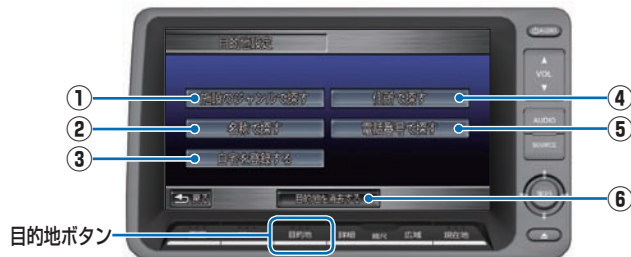 目的地設定
① 施設のジャンルで探す
④ 住所で探す
② 名称で探す
⑤ 電話番号で探す
③ 自宅を登録する
戻る
目的地を消去する ⑥
目的地ボタン
目的地 詳細 縮尺 広域 現在地
AUDIO
VOL
AUDIO
SOURCE